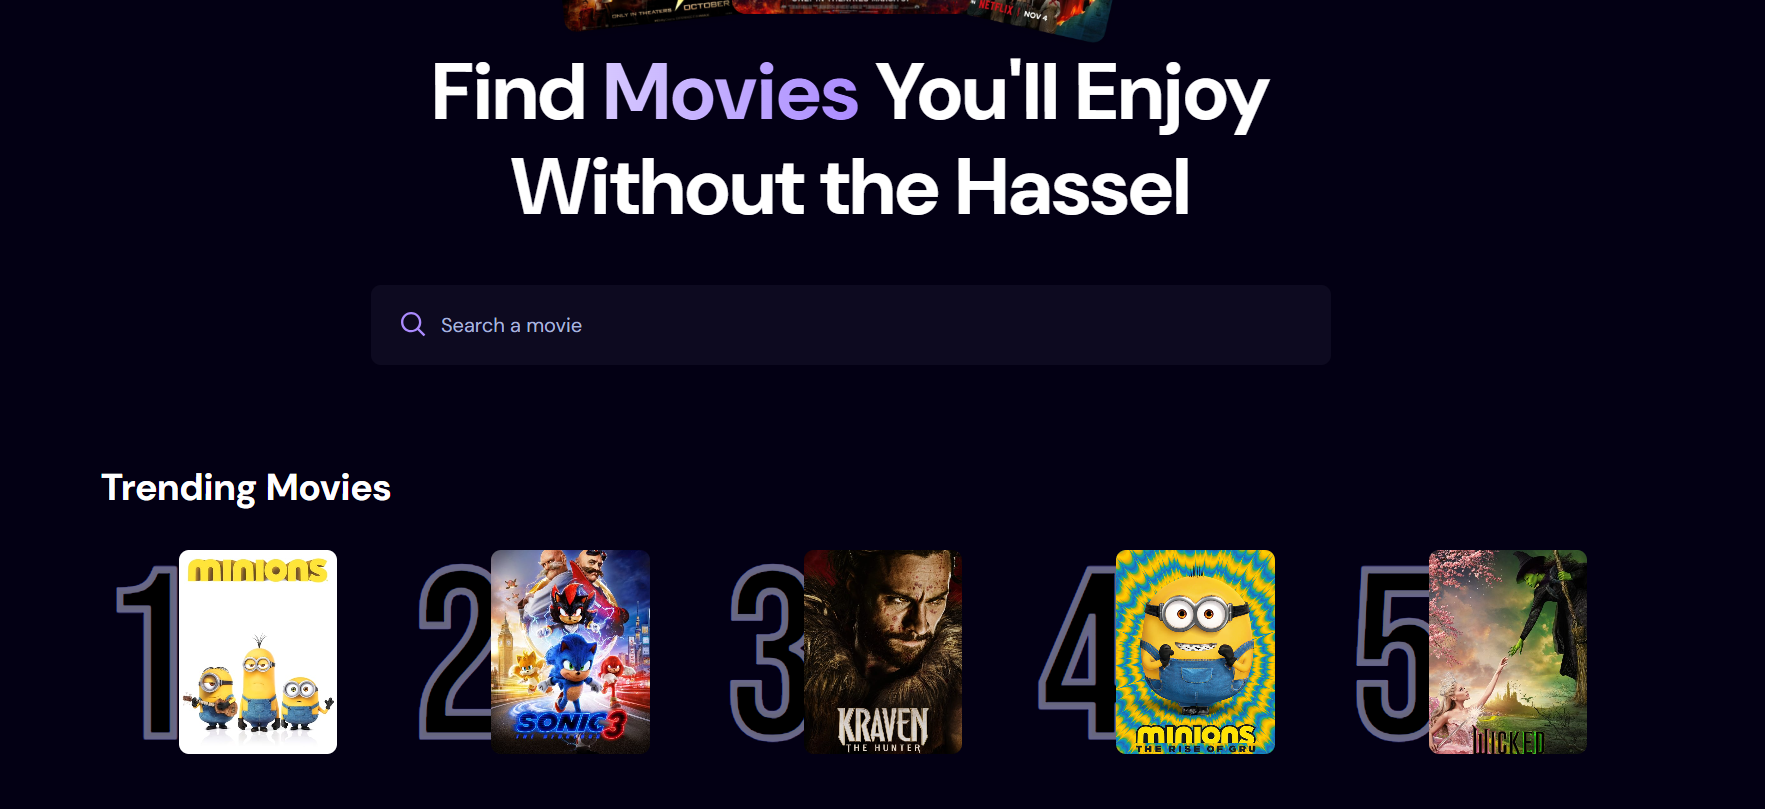 ONLY IN THEATERS OCTOBER
NETFLIX | NOV 4
Find Movies You'll Enjoy
Without the Hassel
Search a movie
Trending Movies
1
MINIONS
2
SONIC 3
3
KRAVEN
THE HUNTER
4
MINIONS
THE RISE OF GRU
5
WICKED